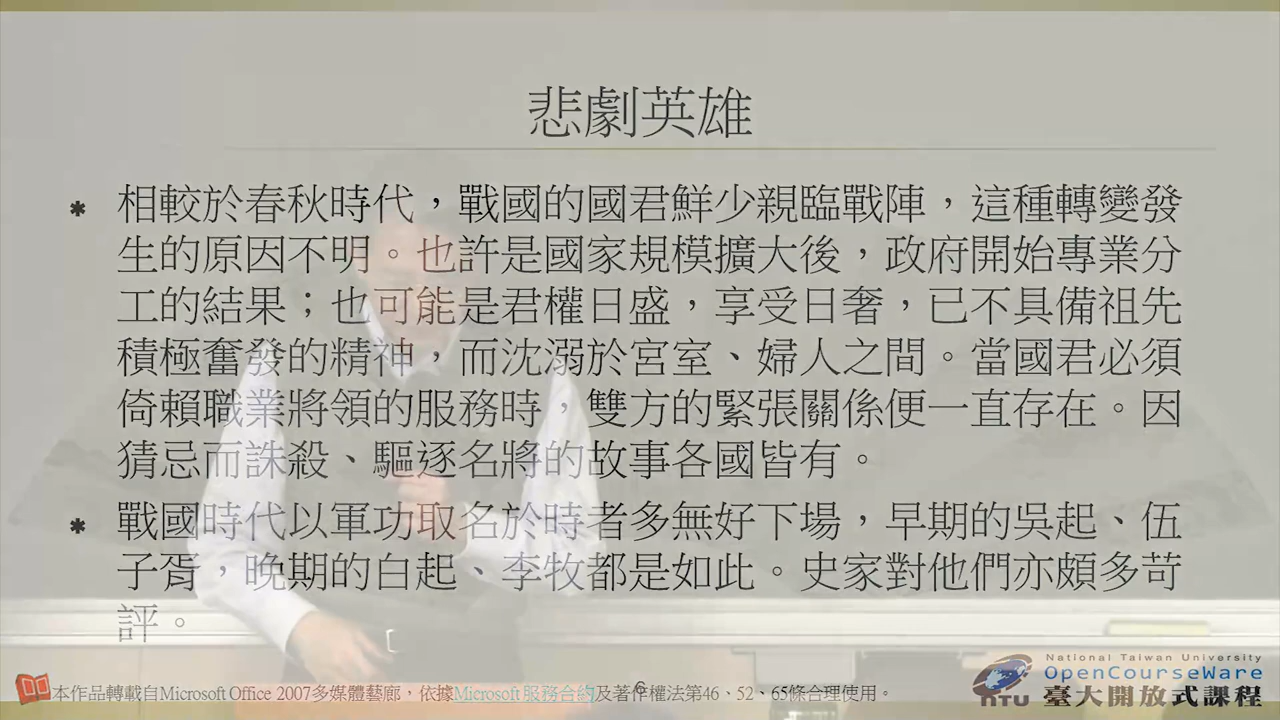 悲劇英雄
相較於春秋時代，戰國的國君鮮少親臨戰陣，這種轉變發
生的原因不明。也許是國家規模擴大後，政府開始專業分
工的結果；也可能是君權日盛，享受日奢，已不具備祖先
積極奮發的精神，而沈溺於宮室、婦人之間。當國君必須
倚賴職業將領的服務時，雙方的緊張關係便一直存在。因
猜忌而誅殺、驅逐名將的故事各國皆有。
戰國時代以軍功取名於時者多無好下場，早期的吳起、伍
子胥，晚期的白起、李牧都是如此。史家對他們亦頗多苛
評。
本作品轉載自Microsoft Office 2007多媒體藝廊，依據Microsoft服務合約及著作權法第46、52、65條合理使用。
6
National Taiwan University
OpenCourseWare
NTU 臺大開放式課程